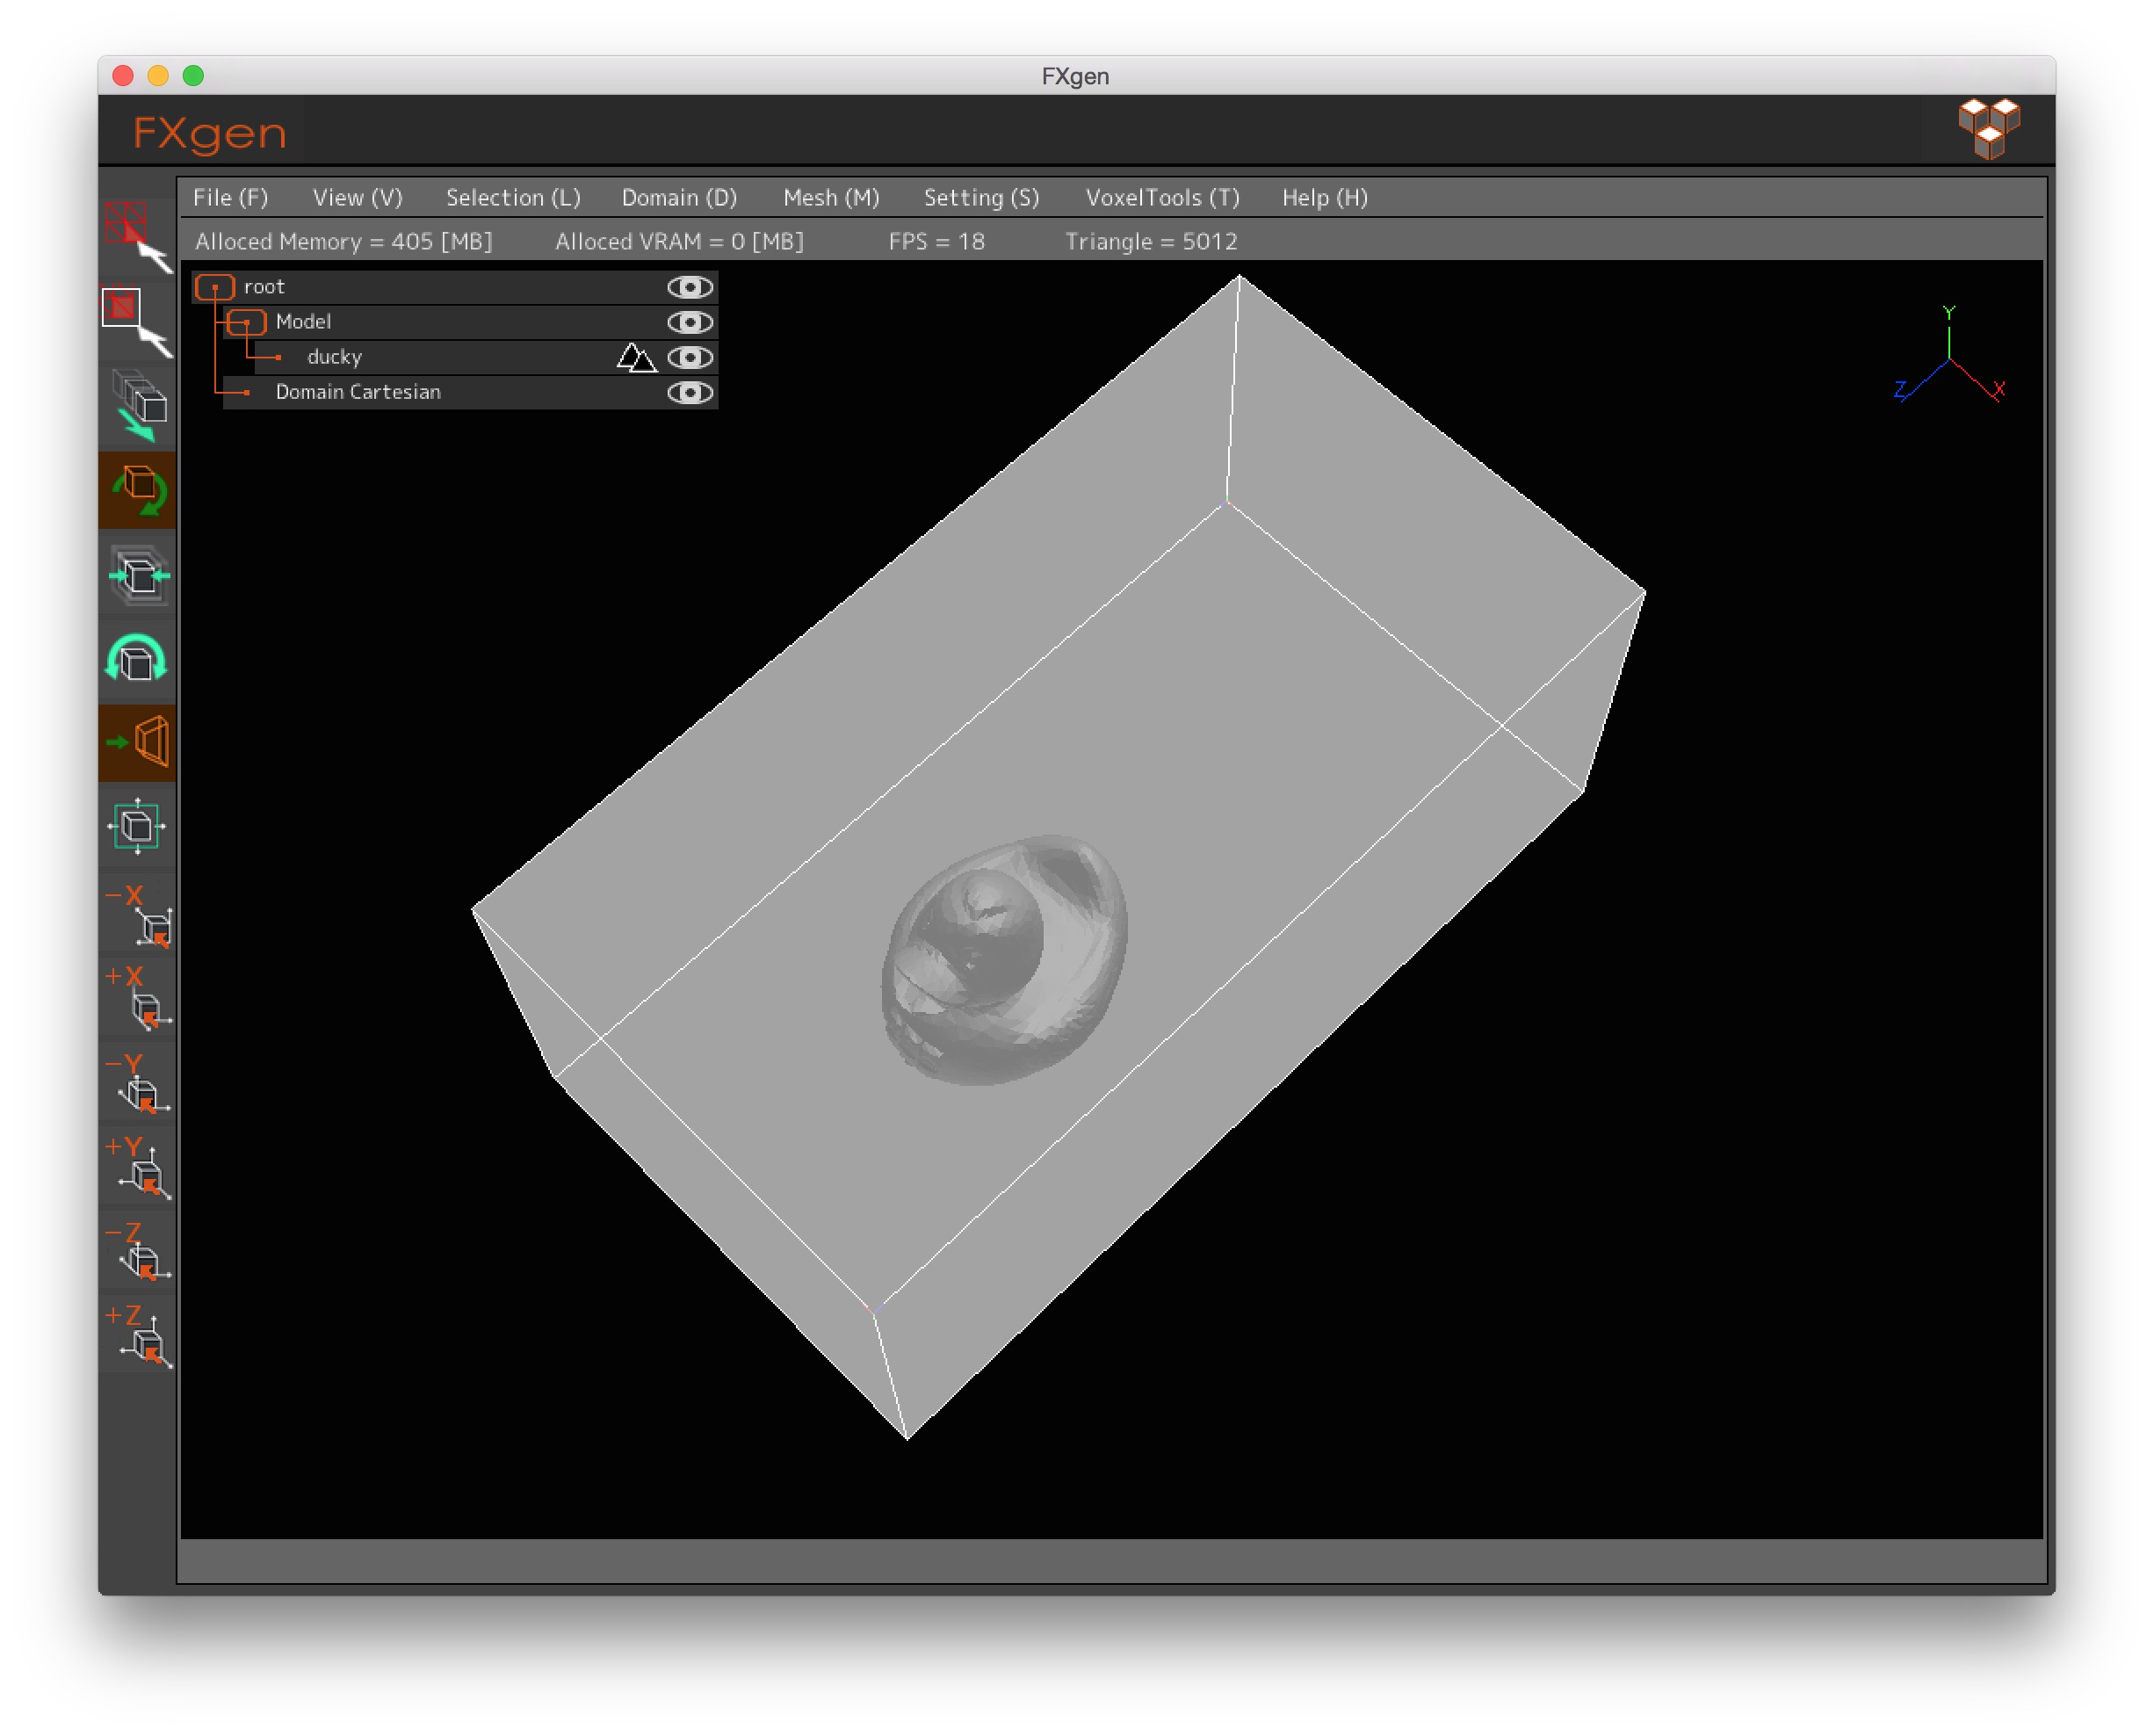 FXgen
FXgen
File (F) View (V) Selection (L) Domain (D) Mesh (M) Setting (S) VoxelTools (T) Help (H)
Alloced Memory = 405 [MB] Alloced VRAM = 0 [MB] FPS = 18 Triangle = 5012
root
Model
ducky
Domain Cartesian
Y
Z
X
−X
+X
−Y
+Y
−Z
+Z